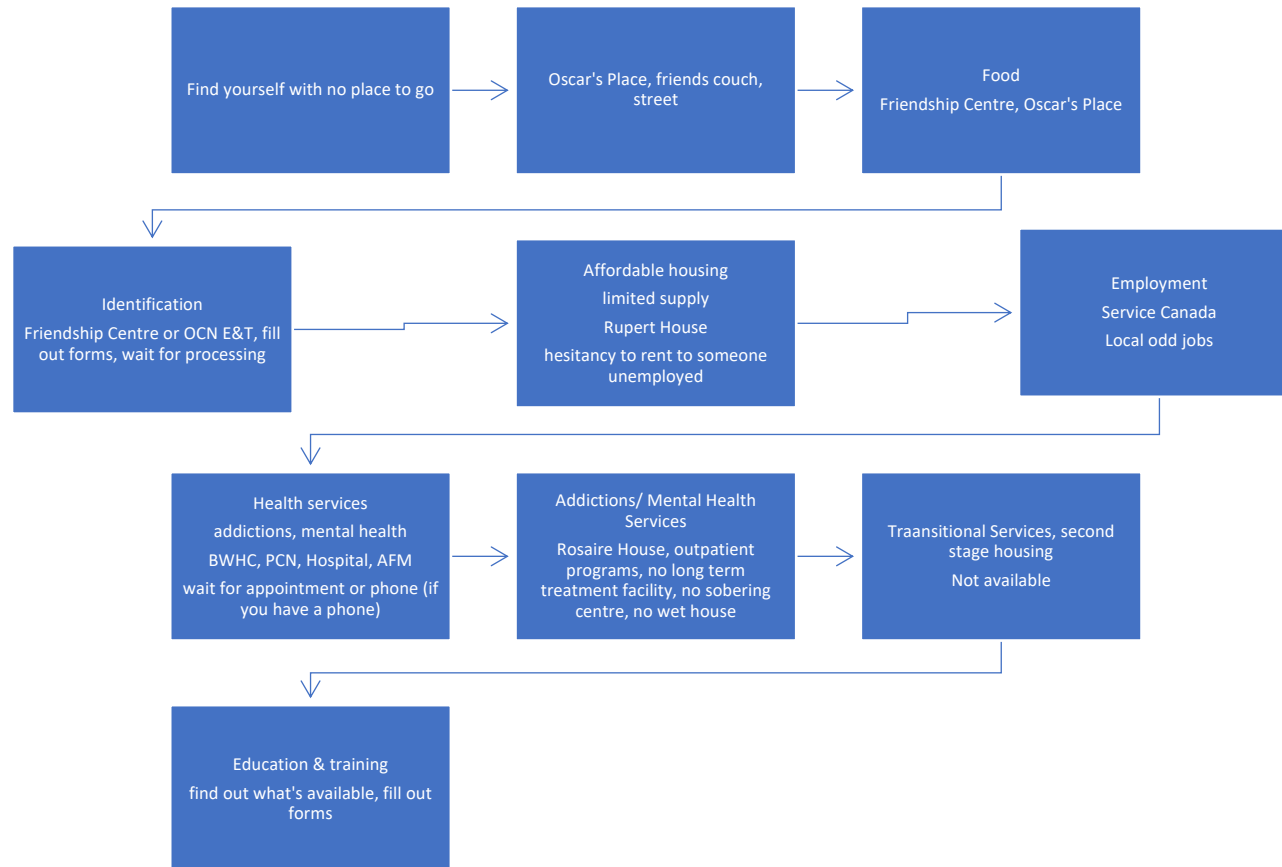 Find yourself with no place to go
Oscar's Place, friends couch,
street
Food
Friendship Centre, Oscar's Place
Identification
Friendship Centre or OCN E&T, fill
out forms, wait for processing
Affordable housing
limited supply
Rupert House
hesitancy to rent to someone
unemployed
Employment
Service Canada
Local odd jobs
Health services
addictions, mental health
BWHC, PCN, Hospital, AFM
wait for appointment or phone (if
you have a phone)
Addictions/ Mental Health
Services
Rosaire House, outpatient
programs, no long term
treatment facility, no sobering
centre, no wet house
Traansitional Services, second
stage housing
Not available
Education & training
find out what's available, fill out
forms